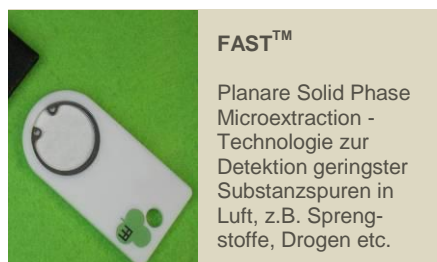 FAST™
Planare Solid Phase
Microextraction -
Technologie zur
Detektion geringster
Substanzspuren in
Luft, z.B. Spreng-
stoffe, Drogen etc.